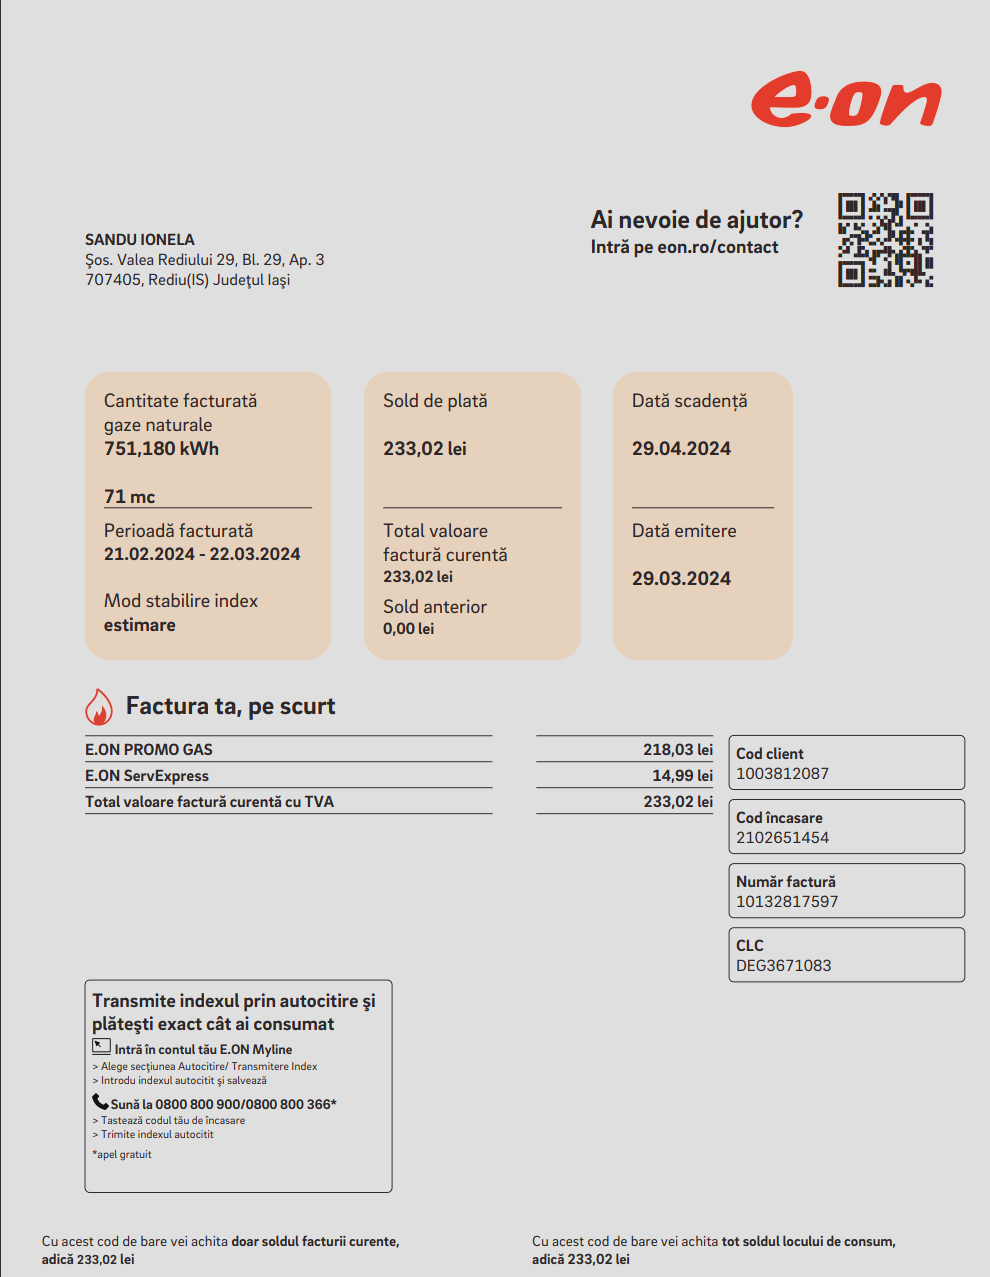 e·on
Ai nevoie de ajutor?
Intră pe eon.ro/contact
SANDU IONELA
Şos. Valea Rediului 29, Bl. 29, Ap. 3
707405, Rediu(IS) Judeţul Iaşi
Cantitate facturată
gaze naturale
751,180 kWh
71 mc
Perioadă facturată
21.02.2024 - 22.03.2024
Mod stabilire index
estimare
Sold de plată
233,02 lei
Total valoare
factură curentă
233,02 lei
Sold anterior
0,00 lei
Dată scadență
29.04.2024
Dată emitere
29.03.2024
Factura ta, pe scurt
E.ON PROMO GAS 218,03 lei
E.ON ServExpress 14,99 lei
Total valoare factură curentă cu TVA 233,02 lei
Cod client
1003812087
Cod încasare
2102651454
Număr factură
10132817597
CLC
DEG3671083
Transmite indexul prin autocitire şi
plăteşti exact cât ai consumat
Intră în contul tău E.ON Myline
> Alege secţiunea Autocitire/ Transmitere Index
> Introdu indexul autocitit şi salvează
Sună la 0800 800 900/0800 800 366*
> Tastează codul tău de încasare
> Trimite indexul autocitit
*apel gratuit
Cu acest cod de bare vei achita doar soldul facturii curente,
adică 233,02 lei
Cu acest cod de bare vei achita tot soldul locului de consum,
adică 233,02 lei